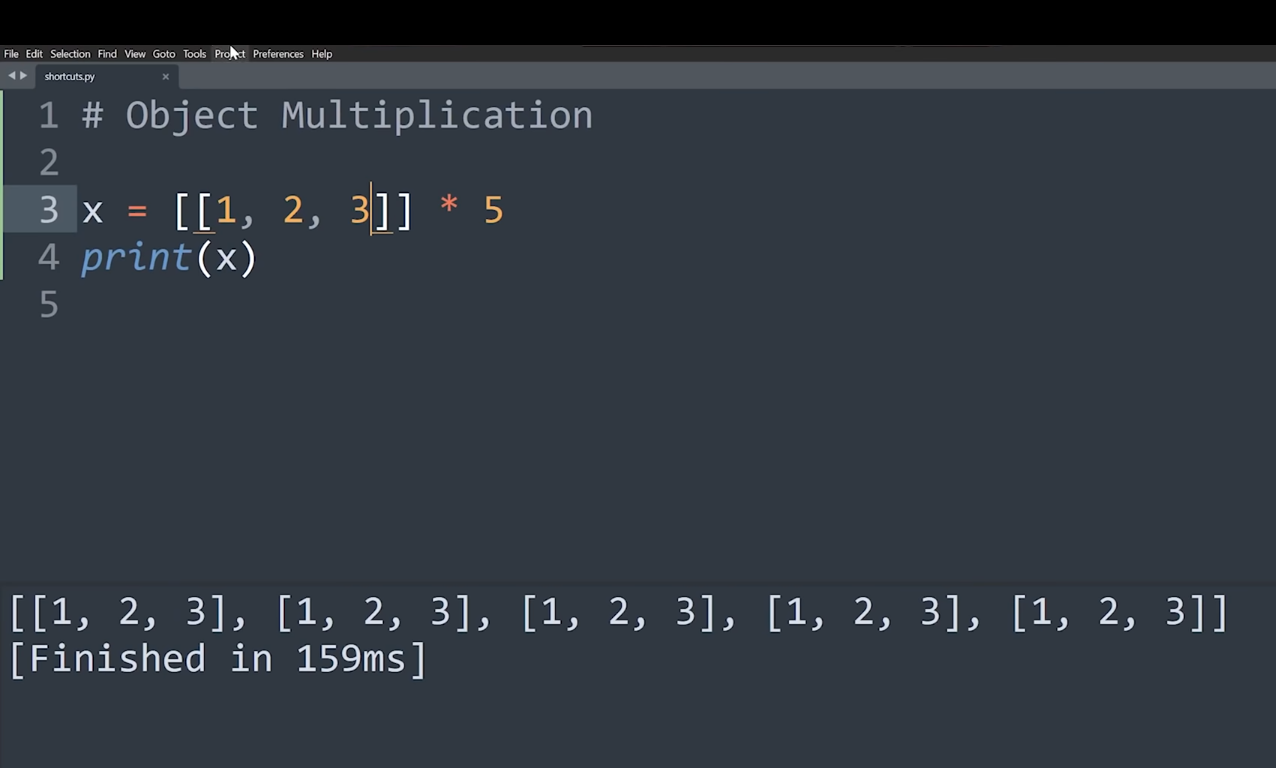 File Edit Selection Find View Goto Tools Project Preferences Help
shortcuts.py ×
1 # Object Multiplication
2
3 x = [[1, 2, 3]] * 5
4 print(x)
5
[[1, 2, 3], [1, 2, 3], [1, 2, 3], [1, 2, 3], [1, 2, 3]]
[Finished in 159ms]